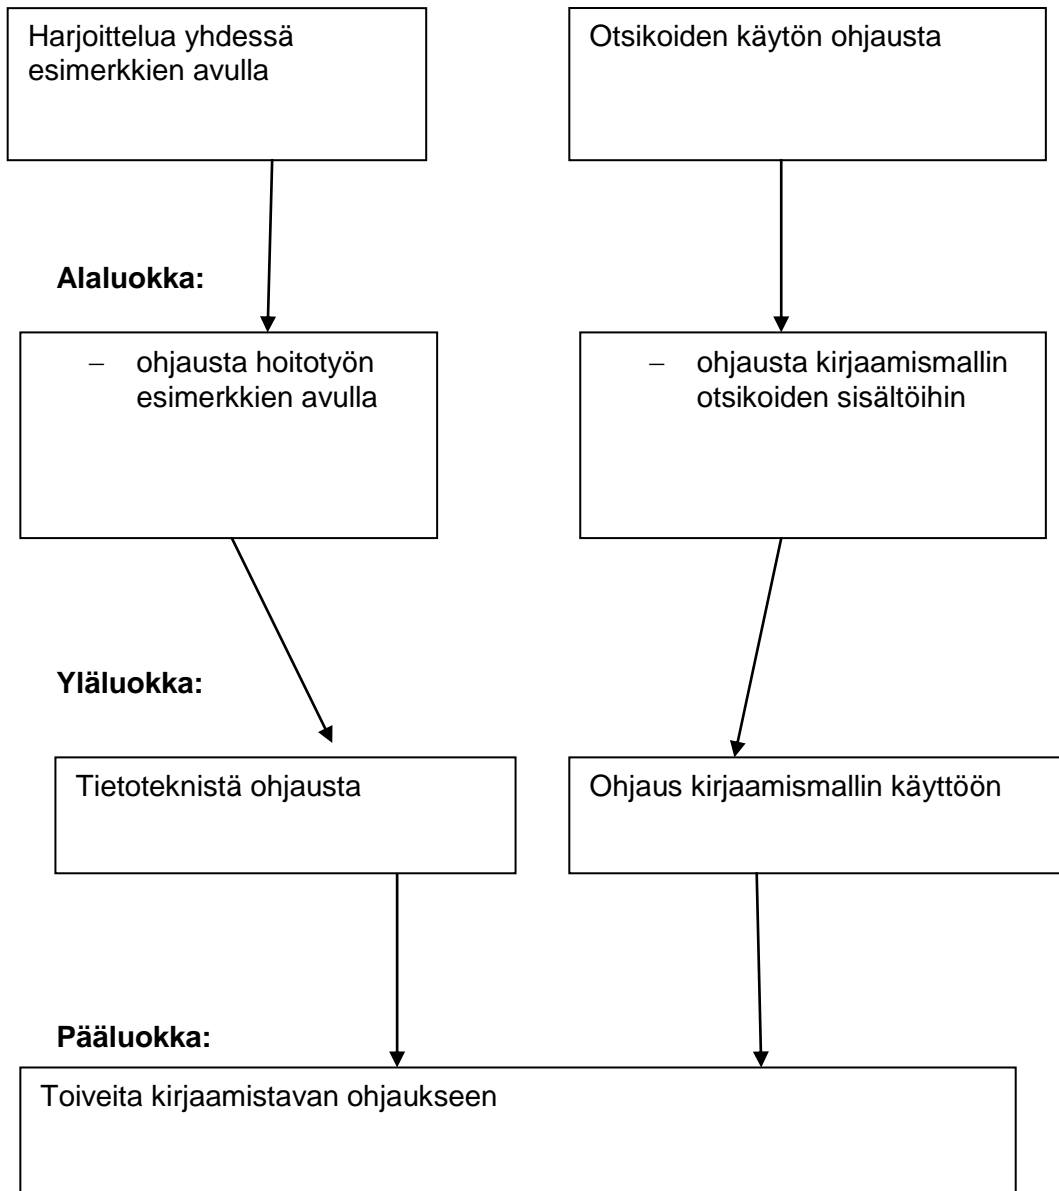 Harjoittelua yhdessä
esimerkkien avulla
Otsikoiden käytön ohjausta
Alaluokka:
– ohjausta hoitotyön
esimerkkien avulla
– ohjausta kirjaamismallin
otsikoiden sisältöihin
Yläluokka:
Tietoteknistä ohjausta
Ohjaus kirjaamismallin käyttöön
Pääluokka:
Toiveita kirjaamistavan ohjaukseen